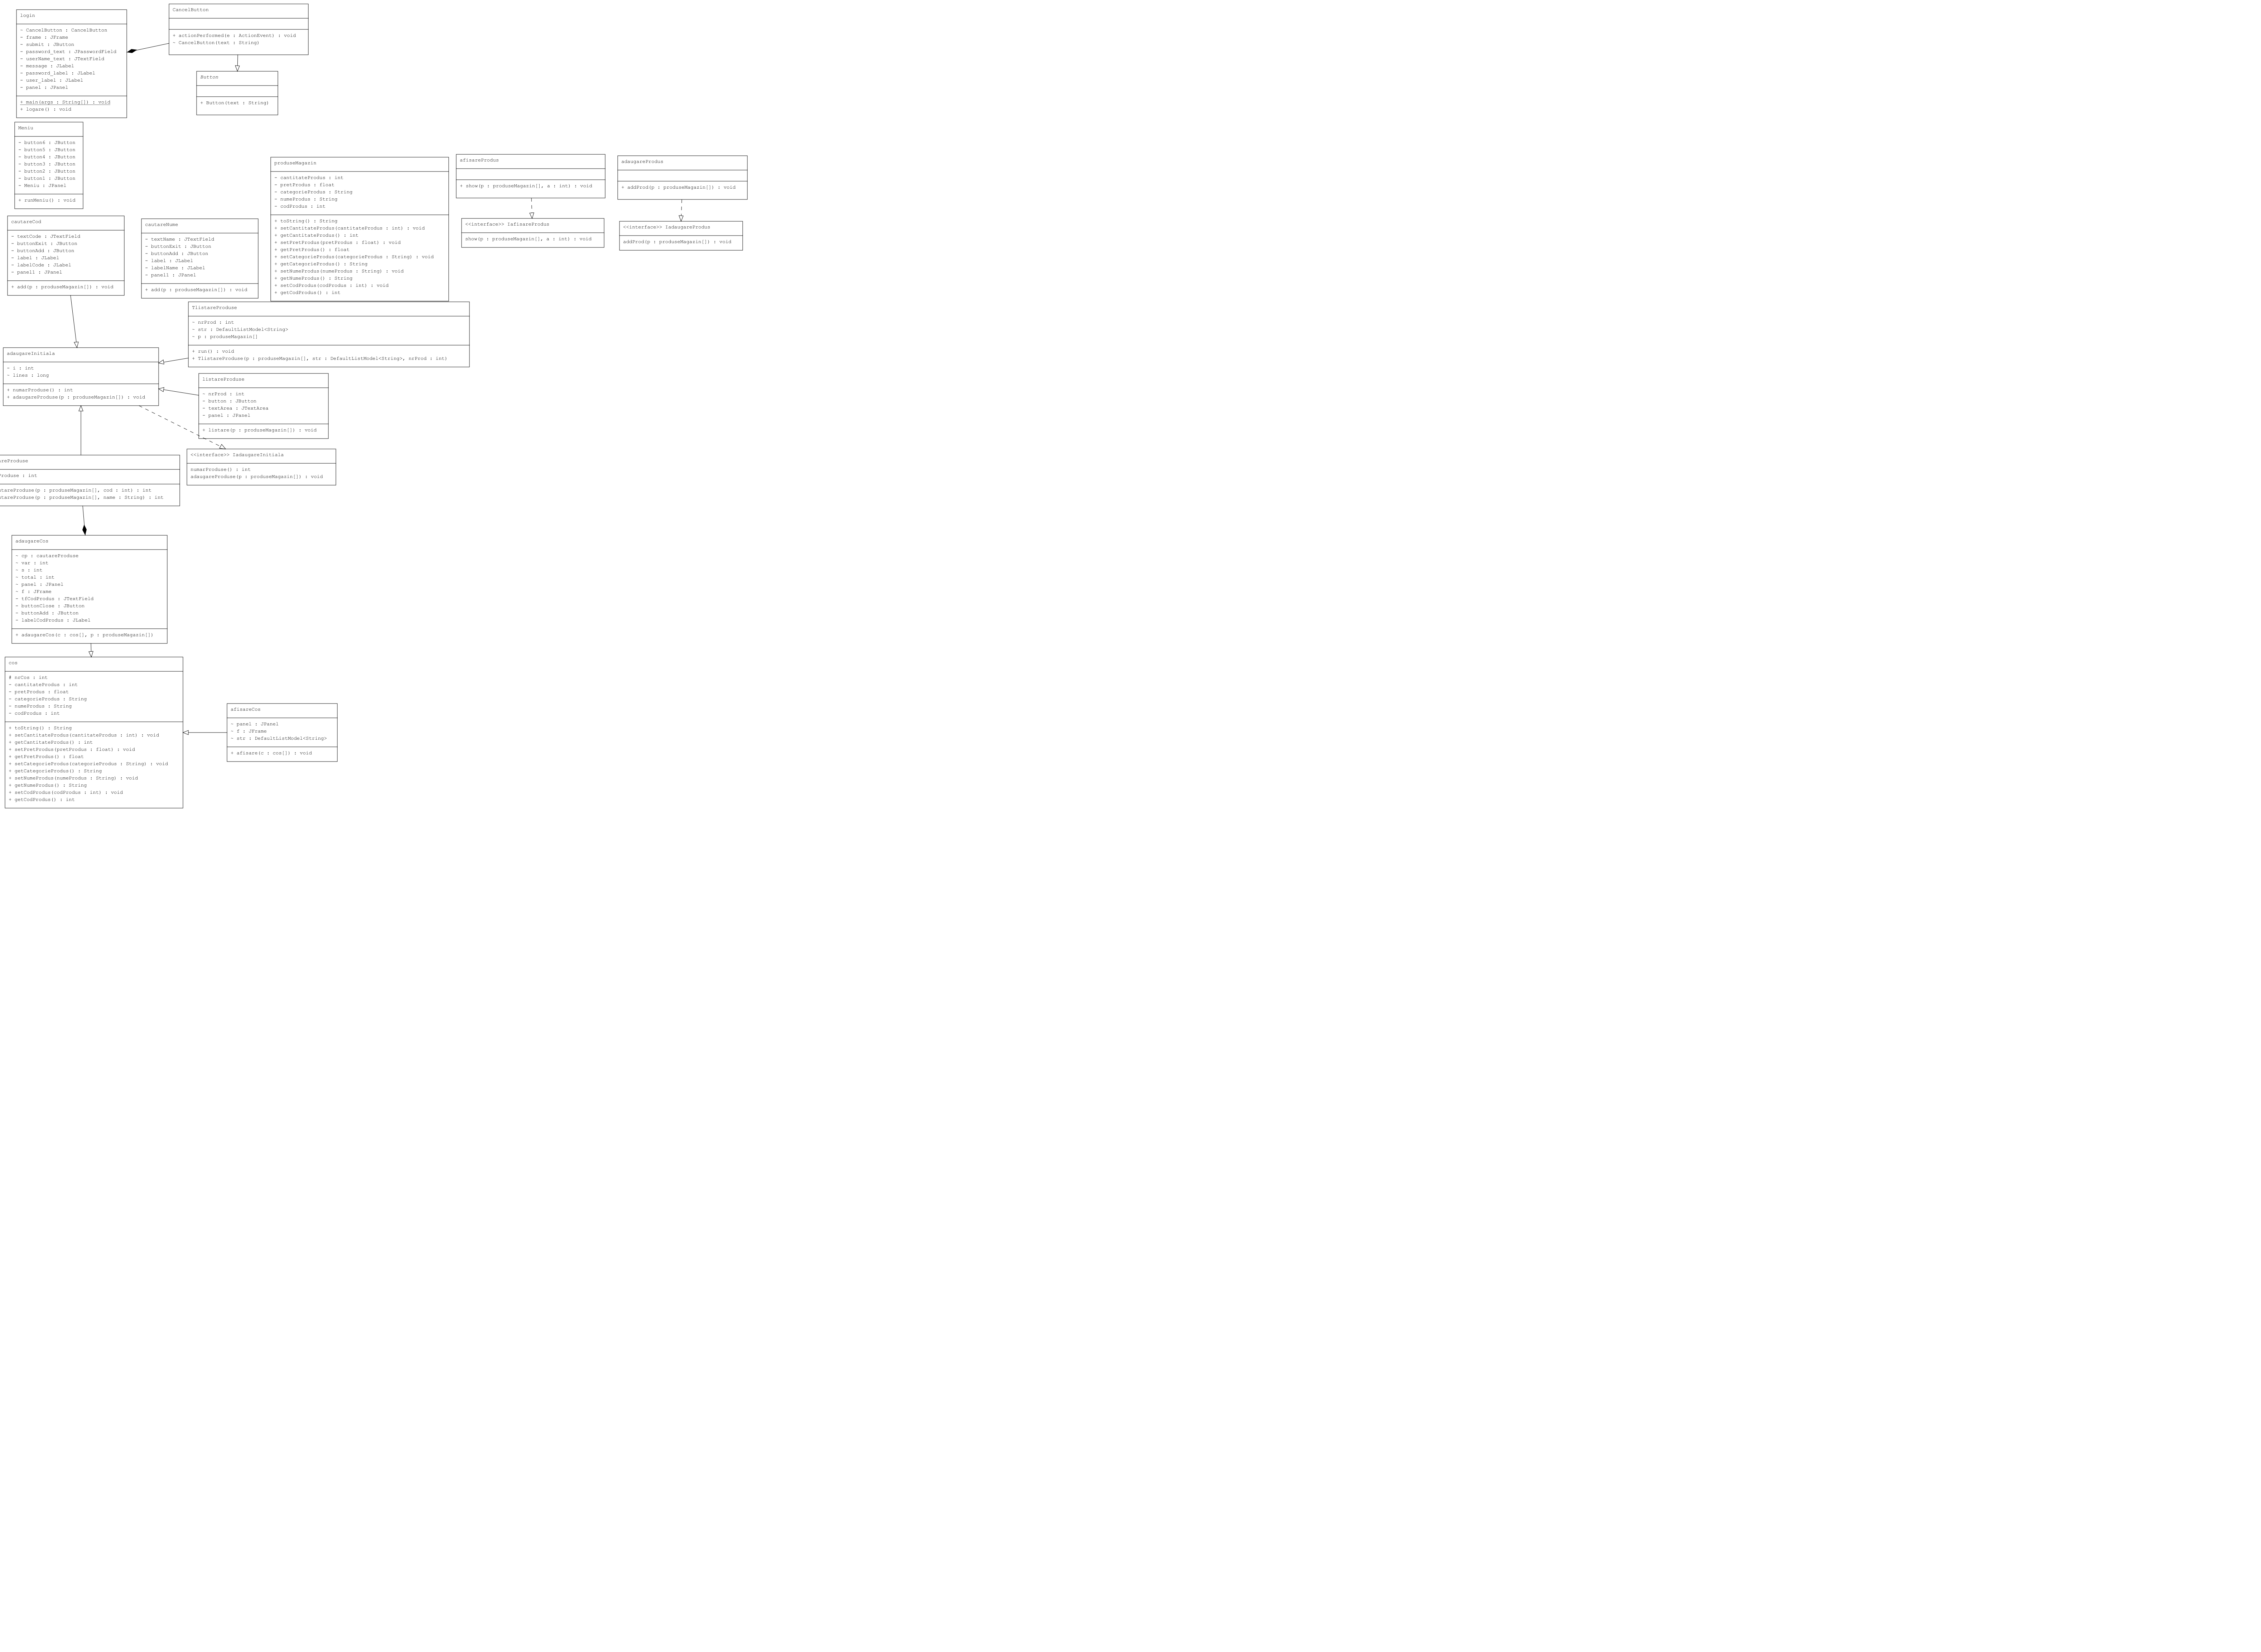 login
- CancelButton : CancelButton
- frame : JFrame
- submit : JButton
- password_text : JPasswordField
- userName_text : JTextField
- message : JLabel
- password_label : JLabel
- user_label : JLabel
- panel : JPanel
+ main(args : String[]) : void
+ logare() : void
CancelButton
+ actionPerformed(e : ActionEvent) : void
~ CancelButton(text : String)
Button
+ Button(text : String)
Meniu
~ button6 : JButton
~ button5 : JButton
~ button4 : JButton
~ button3 : JButton
~ button2 : JButton
~ button1 : JButton
~ Meniu : JPanel
+ runMeniu() : void
produseMagazin
- cantitateProdus : int
- pretProdus : float
- categorieProdus : String
- numeProdus : String
- codProdus : int
+ toString() : String
+ setCantitateProdus(cantitateProdus : int) : void
+ getCantitateProdus() : int
+ setPretProdus(pretProdus : float) : void
+ getPretProdus() : float
+ setCategorieProdus(categorieProdus : String) : void
+ getCategorieProdus() : String
+ setNumeProdus(numeProdus : String) : void
+ getNumeProdus() : String
+ setCodProdus(codProdus : int) : void
+ getCodProdus() : int
afisareProdus
+ show(p : produseMagazin[], a : int) : void
<<interface>> IafisareProdus
show(p : produseMagazin[], a : int) : void
adaugareProdus
+ addProd(p : produseMagazin[]) : void
<<interface>> IadaugareProdus
addProd(p : produseMagazin[]) : void
cautareCod
~ textCode : JTextField
~ buttonExit : JButton
~ buttonAdd : JButton
~ label : JLabel
~ labelCode : JLabel
~ panel1 : JPanel
+ add(p : produseMagazin[]) : void
cautareNume
~ textName : JTextField
~ buttonExit : JButton
~ buttonAdd : JButton
~ label : JLabel
~ labelName : JLabel
~ panel1 : JPanel
+ add(p : produseMagazin[]) : void
TlistareProduse
~ nrProd : int
~ str : DefaultListModel<String>
~ p : produseMagazin[]
+ run() : void
+ TlistareProduse(p : produseMagazin[], str : DefaultListModel<String>, nrProd : int)
adaugareInitiala
~ i : int
~ lines : long
+ numarProduse() : int
+ adaugareProduse(p : produseMagazin[]) : void
listareProduse
~ nrProd : int
~ button : JButton
~ textArea : JTextArea
~ panel : JPanel
+ listare(p : produseMagazin[]) : void
<<interface>> IadaugareInitiala
numarProduse() : int
adaugareProduse(p : produseMagazin[]) : void
areProduse
Produse : int
utareProduse(p : produseMagazin[], cod : int) : int
utareProduse(p : produseMagazin[], name : String) : int
adaugareCos
~ cp : cautareProduse
~ var : int
~ s : int
~ total : int
~ panel : JPanel
~ f : JFrame
~ tfCodProdus : JTextField
~ buttonClose : JButton
~ buttonAdd : JButton
~ labelCodProdus : JLabel
+ adaugareCos(c : cos[], p : produseMagazin[])
cos
# nrCos : int
- cantitateProdus : int
- pretProdus : float
- categorieProdus : String
- numeProdus : String
- codProdus : int
+ toString() : String
+ setCantitateProdus(cantitateProdus : int) : void
+ getCantitateProdus() : int
+ setPretProdus(pretProdus : float) : void
+ getPretProdus() : float
+ setCategorieProdus(categorieProdus : String) : void
+ getCategorieProdus() : String
+ setNumeProdus(numeProdus : String) : void
+ getNumeProdus() : String
+ setCodProdus(codProdus : int) : void
+ getCodProdus() : int
afisareCos
~ panel : JPanel
~ f : JFrame
~ str : DefaultListModel<String>
+ afisare(c : cos[]) : void